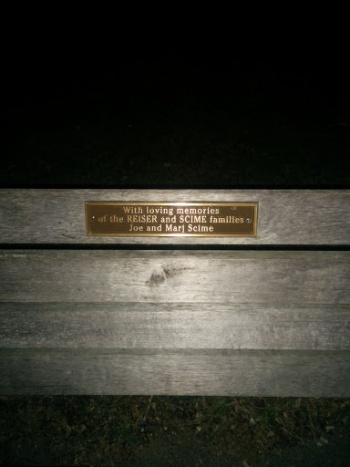 With loving memories
of the REISER and SCIME families
Joe and Marj Scime